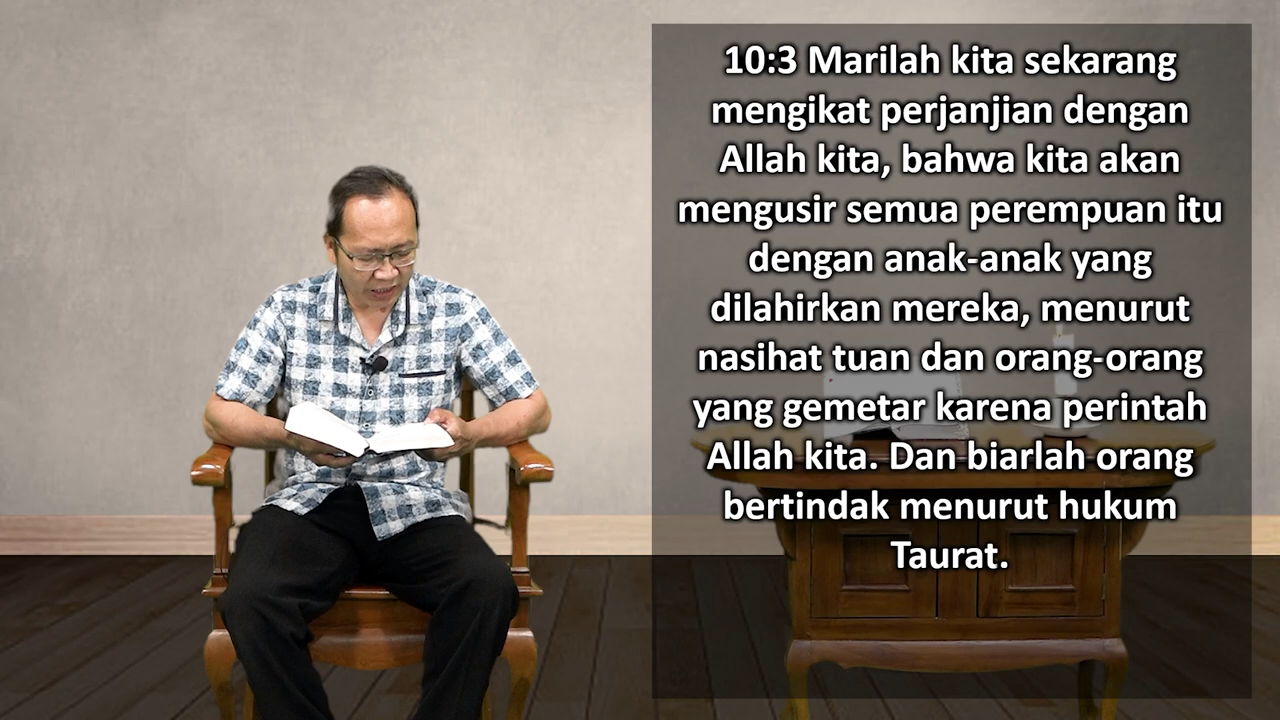 10:3 Marilah kita sekarang
mengikat perjanjian dengan
Allah kita, bahwa kita akan
mengusir semua perempuan itu
dengan anak-anak yang
dilahirkan mereka, menurut
nasihat tuan dan orang-orang
yang gemetar karena perintah
Allah kita. Dan biarlah orang
bertindak menurut hukum
Taurat.